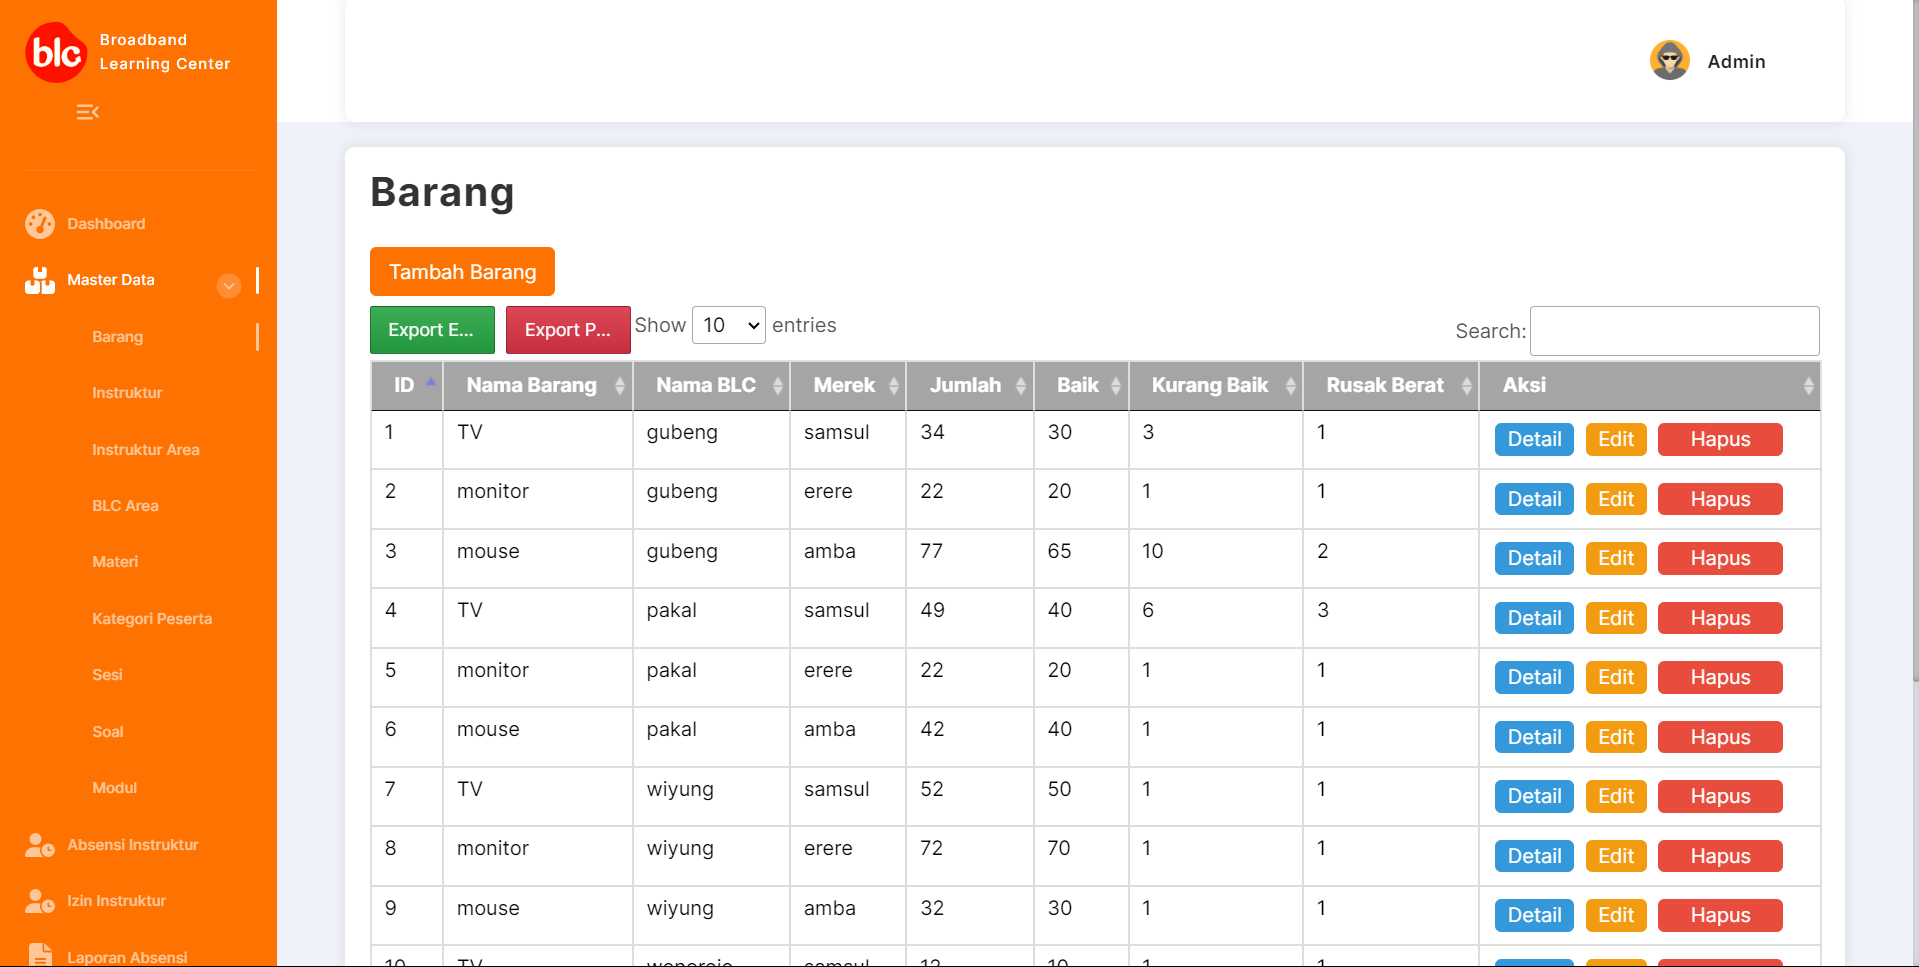 blc
Broadband
Learning Center
Admin
Dashboard
Master Data
Barang
Instruktur
Instruktur Area
BLC Area
Materi
Kategori Peserta
Sesi
Soal
Modul
Absensi Instruktur
Izin Instruktur
Laporan Absensi
Barang
Tambah Barang
Export E... Export P... Show 10 entries Search:
ID Nama Barang Nama BLC Merek Jumlah Baik Kurang Baik Rusak Berat Aksi
1 TV gubeng samsul 34 30 3 1 Detail Edit Hapus
2 monitor gubeng erere 22 20 1 1 Detail Edit Hapus
3 mouse gubeng amba 77 65 10 2 Detail Edit Hapus
4 TV pakal samsul 49 40 6 3 Detail Edit Hapus
5 monitor pakal erere 22 20 1 1 Detail Edit Hapus
6 mouse pakal amba 42 40 1 1 Detail Edit Hapus
7 TV wiyung samsul 52 50 1 1 Detail Edit Hapus
8 monitor wiyung erere 72 70 1 1 Detail Edit Hapus
9 mouse wiyung amba 32 30 1 1 Detail Edit Hapus
10 TV samsul 10 1 1